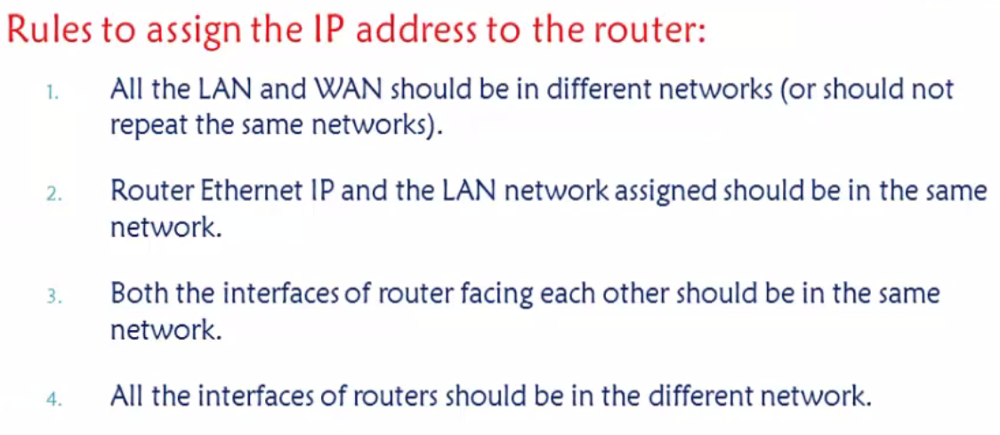 Rules to assign the IP address to the router:
1. All the LAN and WAN should be in different networks (or should not
repeat the same networks).
2. Router Ethernet IP and the LAN network assigned should be in the same
network.
3. Both the interfaces of router facing each other should be in the same
network.
4. All the interfaces of routers should be in the different network.